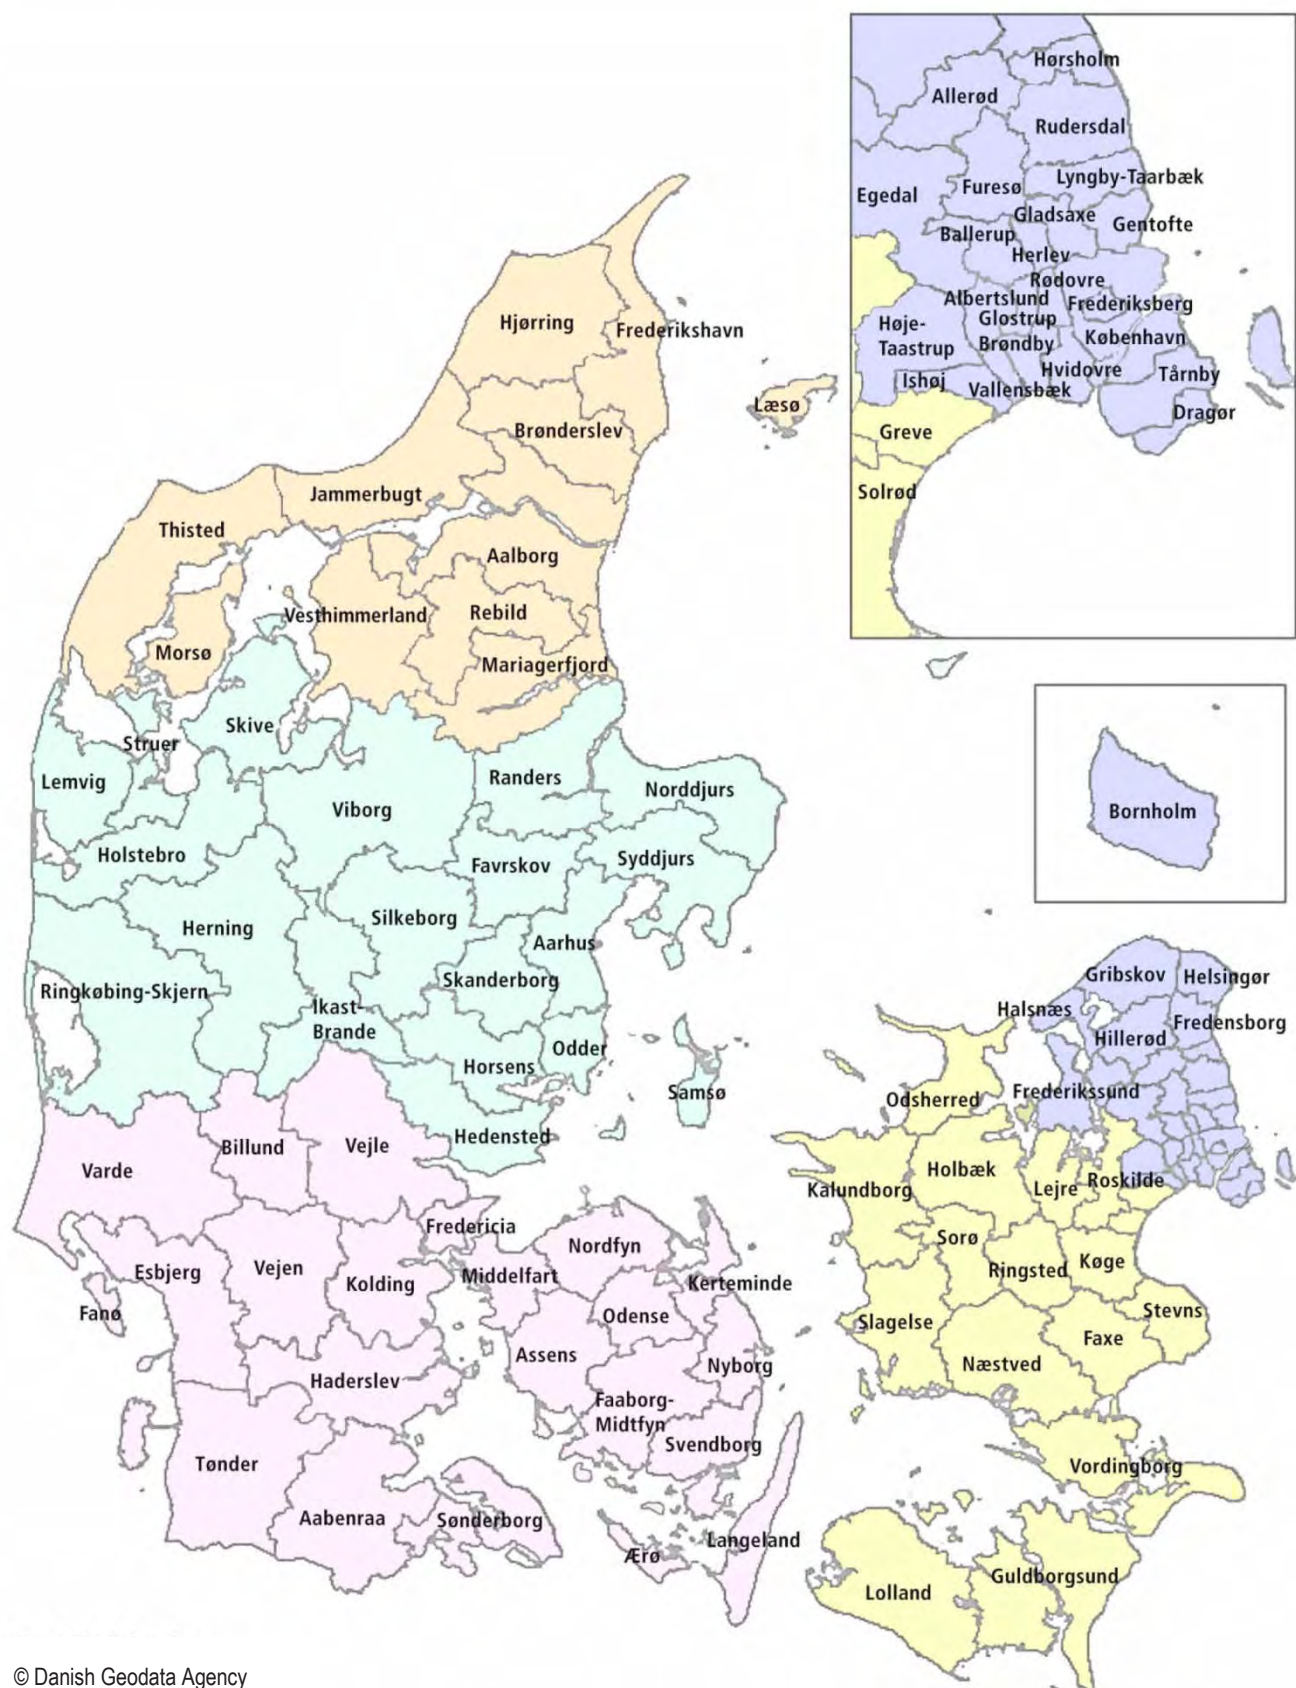 Hørsholm
Allerød
Rudersdal
Lyngby-Taarbæk
Egedal
Furesø
Gladsaxe
Gentofte
Ballerup
Herlev
Rødovre
Albertslund
Frederiksberg
Glostrup
Høje-
Taastrup
København
Brøndby
Hvidovre
Tårnby
Ishøj
Vallensbæk
Dragør
Greve
Solrød
Hjørring
Frederikshavn
Læsø
Brønderslev
Jammerbugt
Thisted
Aalborg
Vesthimmerland
Rebild
Morsø
Mariagerfjord
Skive
Struer
Lemvig
Randers
Norddjurs
Viborg
Holstebro
Favrskov
Syddjurs
Silkeborg
Herning
Aarhus
Skanderborg
Ringkøbing-Skjern
Ikast-
Brande
Odder
Horsens
Samsø
Hedensted
Bornholm
Gribskov
Helsingør
Halsnæs
Fredensborg
Hillerød
Frederikssund
Odsherred
Holbæk
Roskilde
Lejre
Kalundborg
Sorø
Ringsted
Køge
Stevns
Slagelse
Faxe
Næstved
Vordingborg
Guldborgsund
Lolland
Billund
Vejle
Varde
Fredericia
Nordfyn
Vejen
Esbjerg
Middelfart
Kolding
Kerteminde
Fanø
Odense
Assens
Nyborg
Haderslev
Faaborg-
Midtfyn
Svendborg
Tønder
Aabenraa
Sønderborg
Langeland
Ærø
© Danish Geodata Agency